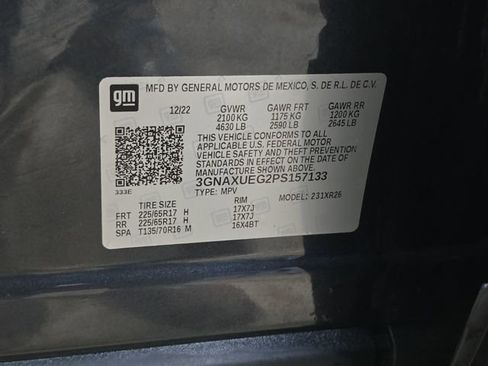 gm
MFD BY GENERAL MOTORS DE MEXICO, S. DE R.L. DE C.V.
12/22 GVWR GAWR FRT GAWR RR
2100 KG 1175 KG 1200 KG
4630 LB 2590 LB 2645 LB
THIS VEHICLE CONFORMS TO ALL
APPLICABLE U.S. FEDERAL MOTOR
VEHICLE SAFETY, BUMPER, AND THEFT
PREVENTION STANDARDS IN EFFECT ON THE
DATE OF MANUFACTURE SHOWN ABOVE.
3GNAXUEG2PS157133
333E
TYPE: MPV MODEL: 231XR26
TIRE SIZE RIM
FRT 225/65R17 H 17X7J
RR 225/65R17 H 17X7J
SPA T135/70R16 M 16X4BT